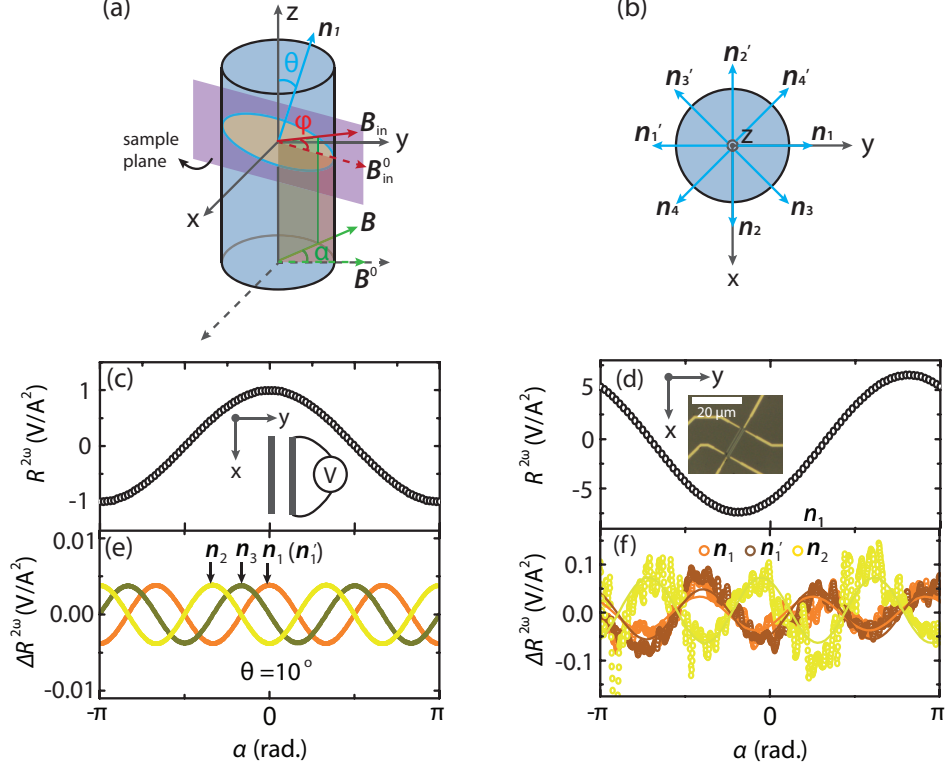 (a)
z
n₁
θ
φ
B_in
y
B⁰_in
sample
plane
x
B
α
B⁰
(b)
n₂′
n₃′
n₄′
n₁′
z
n₁
y
n₄
n₃
n₂
x
(c)
R²ω (V/A²)
1
0
-1
y
x
V
(d)
R²ω (V/A²)
5
0
-5
y
x
20 µm
n₁
(e)
ΔR²ω (V/A²)
0.01
0.00
-0.01
n₂ n₃ n₁ (n₁′)
θ =10°
-π 0 π
α (rad.)
(f)
ΔR²ω (V/A²)
0.1
0.0
-0.1
n₁ n₁′ n₂
-π 0 π
α (rad.)